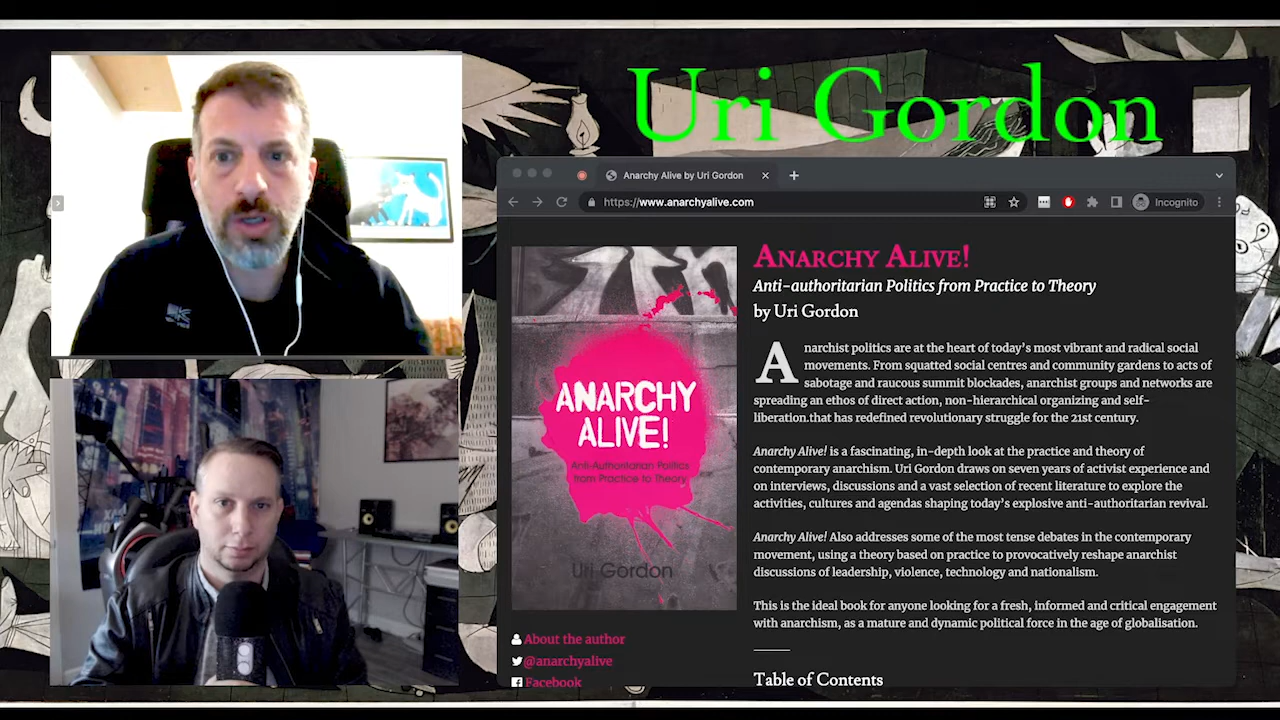 Uri Gordon
Anarchy Alive by Uri Gordon
https://www.anarchyalive.com
Incognito
ANARCHY
ALIVE!
Anti-Authoritarian Politics
from Practice to Theory
Uri Gordon
About the author
@anarchyalive
Facebook
ANARCHY ALIVE!
Anti-authoritarian Politics from Practice to Theory
by Uri Gordon
Anarchist politics are at the heart of today's most vibrant and radical social
movements. From squatted social centres and community gardens to acts of
sabotage and raucous summit blockades, anarchist groups and networks are
spreading an ethos of direct action, non-hierarchical organizing and self-
liberation.that has redefined revolutionary struggle for the 21st century.
Anarchy Alive! is a fascinating, in-depth look at the practice and theory of
contemporary anarchism. Uri Gordon draws on seven years of activist experience and
on interviews, discussions and a vast selection of recent literature to explore the
activities, cultures and agendas shaping today's explosive anti-authoritarian revival.
Anarchy Alive! Also addresses some of the most tense debates in the contemporary
movement, using a theory based on practice to provocatively reshape anarchist
discussions of leadership, violence, technology and nationalism.
This is the ideal book for anyone looking for a fresh, informed and critical engagement
with anarchism, as a mature and dynamic political force in the age of globalisation.
Table of Contents